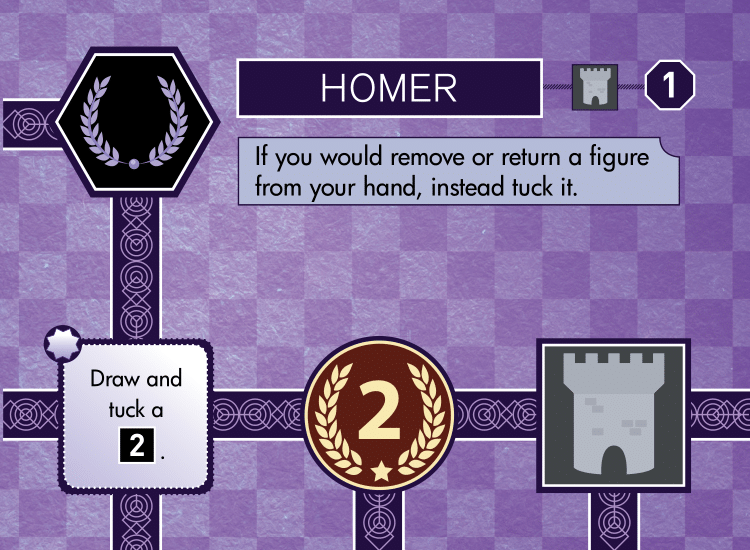 HOMER
1
If you would remove or return a figure
from your hand, instead tuck it.
Draw and
tuck a
2 .
2